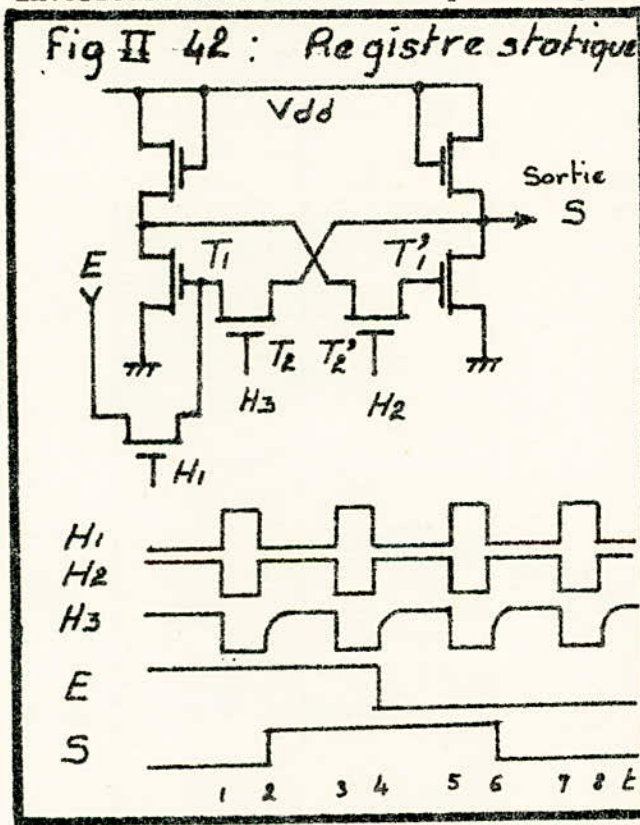 Fig II 42 : Registre statique
Vdd
Sortie
S
E
T1
T'1
T2
T'2
H3
H2
H1
H1
H2
H3
E
S
1 2 3 4 5 6 7 8 t